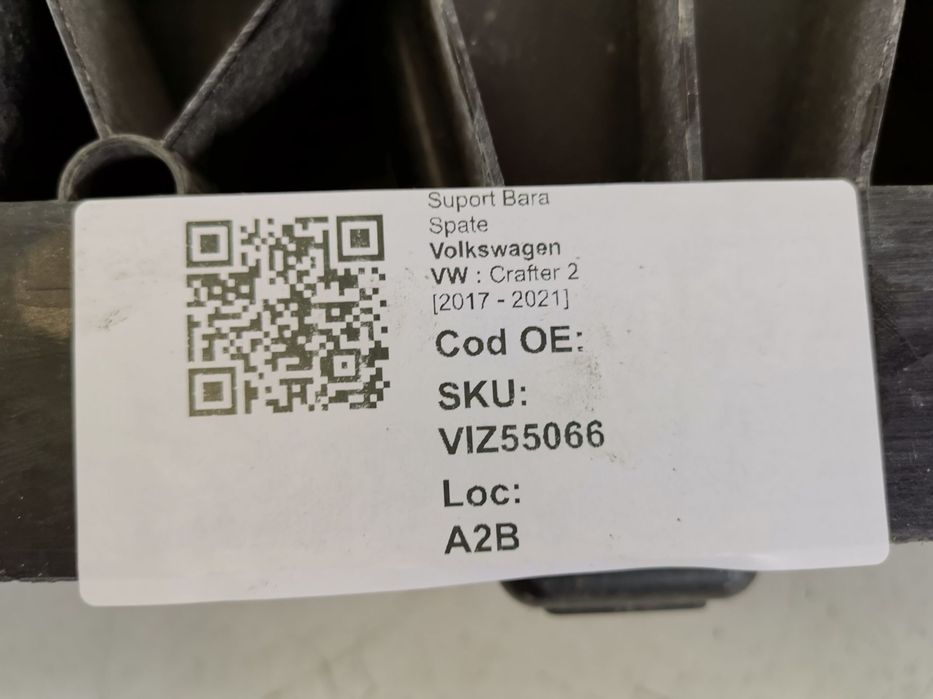 Suport Bara
Spate
Volkswagen
VW : Crafter 2
[2017 - 2021]
Cod OE:
SKU:
VIZ55066
Loc:
A2B